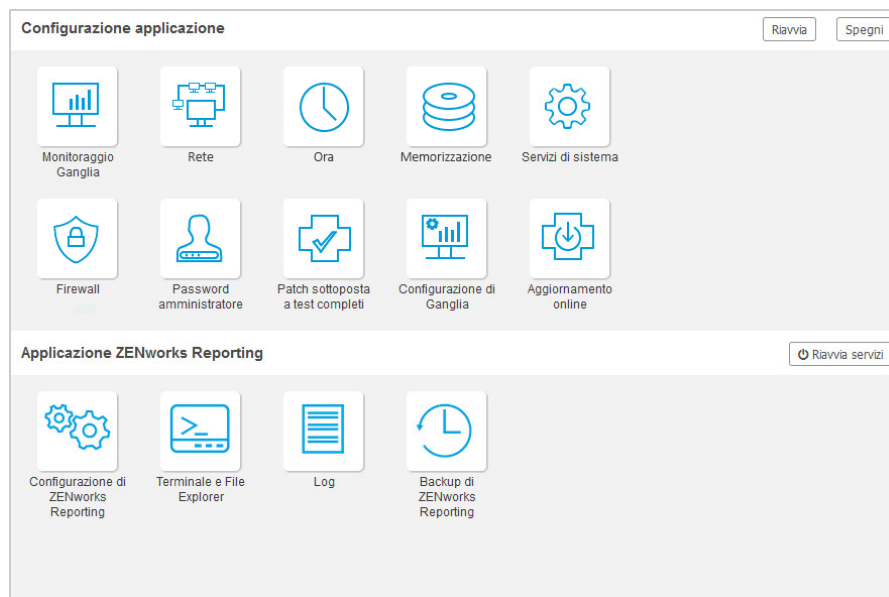 Configurazione applicazione
Riavvia
Spegni
Monitoraggio
Ganglia
Rete
Ora
Memorizzazione
Servizi di sistema
Firewall
Password
amministratore
Patch sottoposta
a test completi
Configurazione di
Ganglia
Aggiornamento
online
Applicazione ZENworks Reporting
Riavvia servizi
Configurazione di
ZENworks
Reporting
Terminale e File
Explorer
Log
Backup di
ZENworks
Reporting